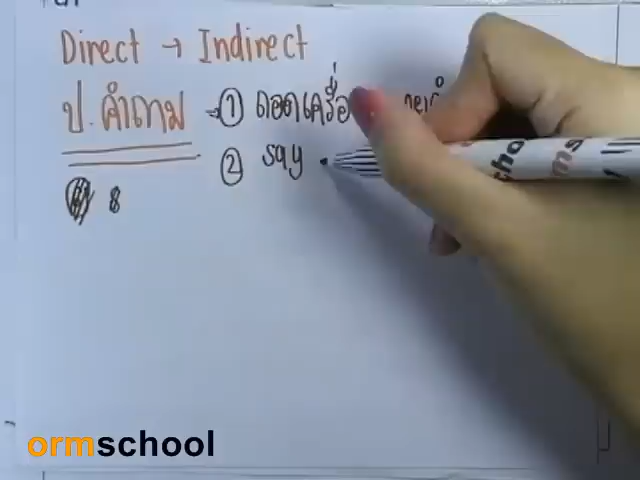 Direct → Indirect
ป. คำถาม → ① ถอดเครื่อ
② say
8
ormschool